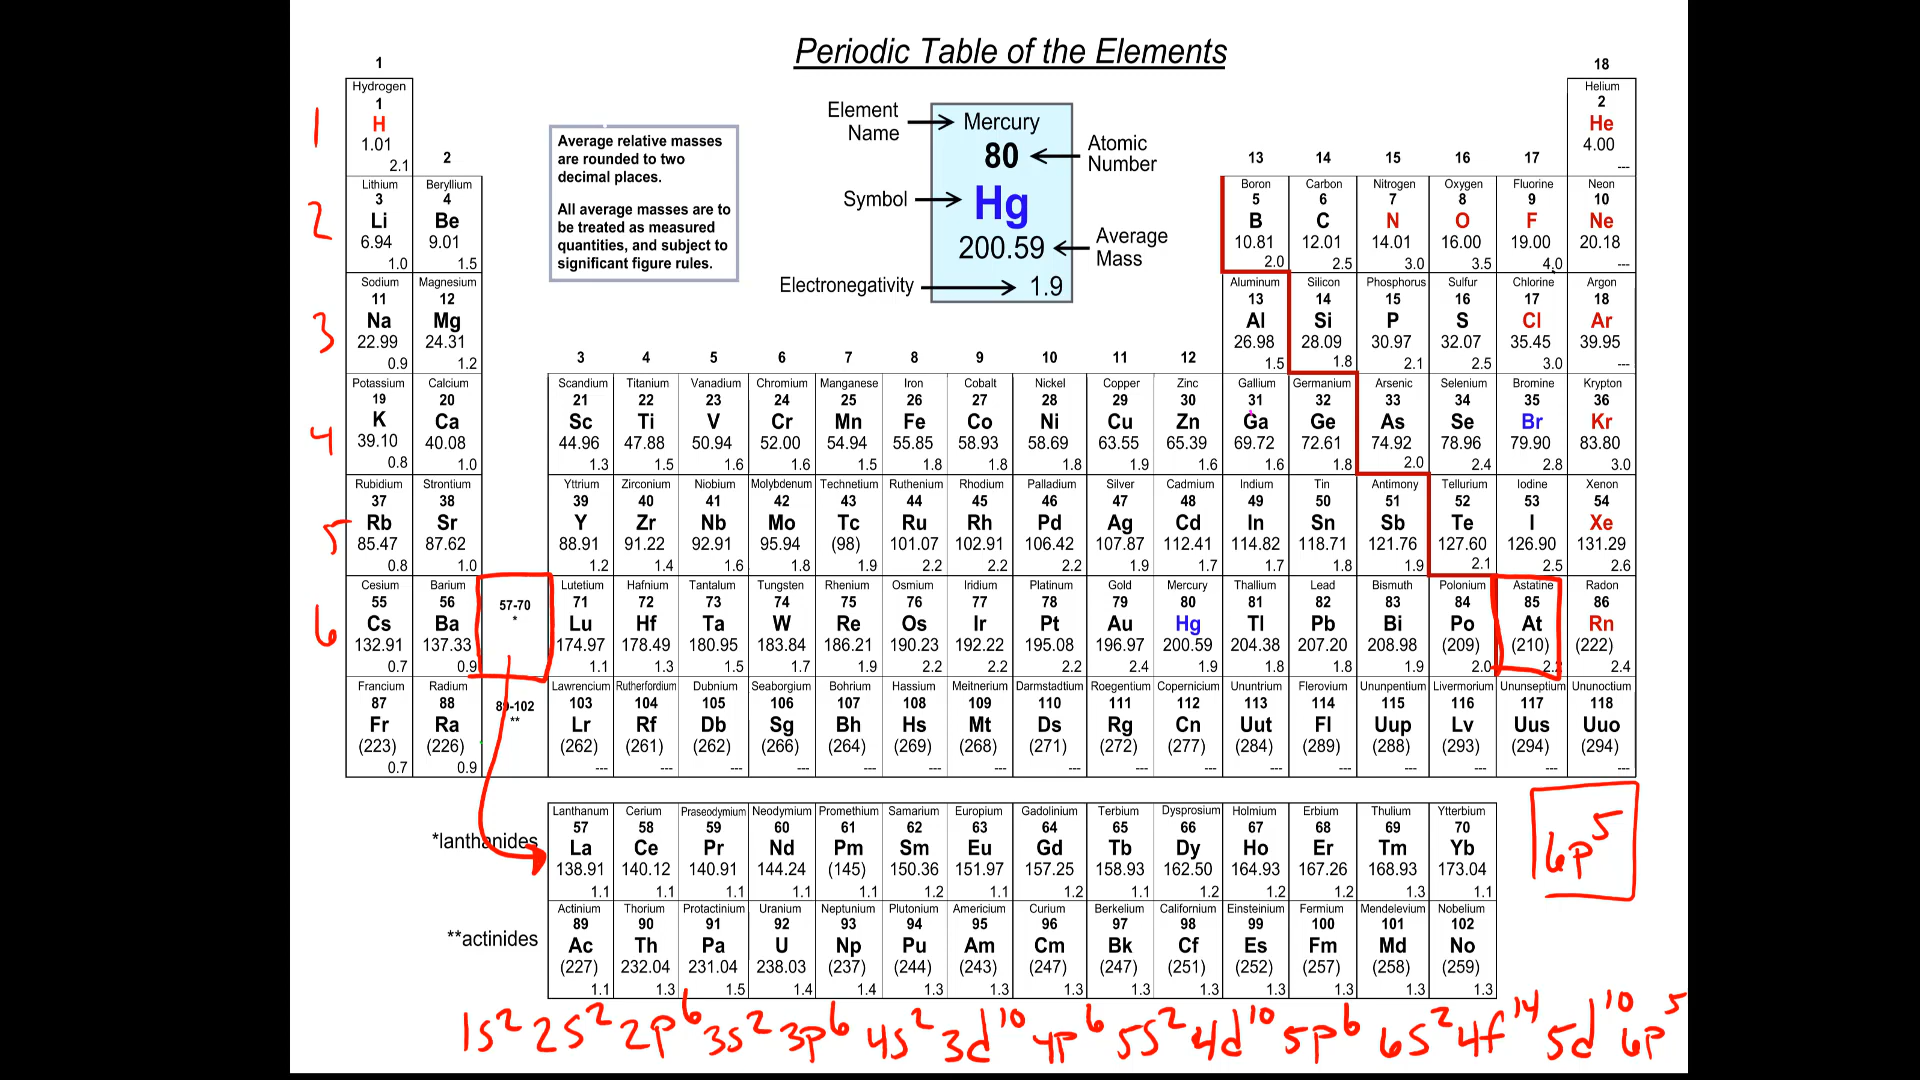 Periodic Table of the Elements
1 18
Hydrogen Helium
1 2
H He
1.01 4.00
2.1 ---
1
Element Name
Mercury
80
Atomic Number
Symbol
Hg
200.59
Average Mass
Electronegativity
1.9
Average relative masses
are rounded to two
decimal places.
All average masses are to
be treated as measured
quantities, and subject to
significant figure rules.
2 13 14 15 16 17
2
Lithium Beryllium Boron Carbon Nitrogen Oxygen Fluorine Neon
3 4 5 6 7 8 9 10
Li Be B C N O F Ne
6.94 9.01 10.81 12.01 14.01 16.00 19.00 20.18
1.0 1.5 2.0 2.5 3.0 3.5 4.0 ---
3
Sodium Magnesium Aluminum Silicon Phosphorus Sulfur Chlorine Argon
11 12 13 14 15 16 17 18
Na Mg Al Si P S Cl Ar
22.99 24.31 26.98 28.09 30.97 32.07 35.45 39.95
0.9 1.2 1.5 1.8 2.1 2.5 3.0 ---
3 4 5 6 7 8 9 10 11 12
4
Potassium Calcium Scandium Titanium Vanadium Chromium Manganese Iron Cobalt Nickel Copper Zinc Gallium Germanium Arsenic Selenium Bromine Krypton
19 20 21 22 23 24 25 26 27 28 29 30 31 32 33 34 35 36
K Ca Sc Ti V Cr Mn Fe Co Ni Cu Zn Ga Ge As Se Br Kr
39.10 40.08 44.96 47.88 50.94 52.00 54.94 55.85 58.93 58.69 63.55 65.39 69.72 72.61 74.92 78.96 79.90 83.80
0.8 1.0 1.3 1.5 1.6 1.6 1.5 1.8 1.8 1.8 1.9 1.6 1.6 1.8 2.0 2.4 2.8 3.0
5
Rubidium Strontium Yttrium Zirconium Niobium Molybdenum Technetium Ruthenium Rhodium Palladium Silver Cadmium Indium Tin Antimony Tellurium Iodine Xenon
37 38 39 40 41 42 43 44 45 46 47 48 49 50 51 52 53 54
Rb Sr Y Zr Nb Mo Tc Ru Rh Pd Ag Cd In Sn Sb Te I Xe
85.47 87.62 88.91 91.22 92.91 95.94 (98) 101.07 102.91 106.42 107.87 112.41 114.82 118.71 121.76 127.60 126.90 131.29
0.8 1.0 1.2 1.4 1.6 1.8 1.9 2.2 2.2 2.2 1.9 1.7 1.7 1.8 1.9 2.1 2.5 2.6
6
Cesium Barium Lutetium Hafnium Tantalum Tungsten Rhenium Osmium Iridium Platinum Gold Mercury Thallium Lead Bismuth Polonium Astatine Radon
55 56 57-70 71 72 73 74 75 76 77 78 79 80 81 82 83 84 85 86
Cs Ba * Lu Hf Ta W Re Os Ir Pt Au Hg Tl Pb Bi Po At Rn
132.91 137.33 174.97 178.49 180.95 183.84 186.21 190.23 192.22 195.08 196.97 200.59 204.38 207.20 208.98 (209) (210) (222)
0.7 0.9 1.1 1.3 1.5 1.7 1.9 2.2 2.2 2.2 2.4 1.9 1.8 1.8 1.9 2.0 2.2 2.4
Francium Radium Lawrencium Rutherfordium Dubnium Seaborgium Bohrium Hassium Meitnerium Darmstadtium Roegentium Copernicium Ununtrium Flerovium Ununpentium Livermorium Ununseptium Ununoctium
87 88 89-102 103 104 105 106 107 108 109 110 111 112 113 114 115 116 117 118
Fr Ra ** Lr Rf Db Sg Bh Hs Mt Ds Rg Cn Uut Fl Uup Lv Uus Uuo
(223) (226) (262) (261) (262) (266) (264) (269) (268) (271) (272) (277) (284) (289) (288) (293) (294) (294)
0.7 0.9 --- --- --- --- --- --- --- --- --- --- --- --- --- --- --- ---
*lanthanides
Lanthanum Cerium Praseodymium Neodymium Promethium Samarium Europium Gadolinium Terbium Dysprosium Holmium Erbium Thulium Ytterbium
57 58 59 60 61 62 63 64 65 66 67 68 69 70
La Ce Pr Nd Pm Sm Eu Gd Tb Dy Ho Er Tm Yb
138.91 140.12 140.91 144.24 (145) 150.36 151.97 157.25 158.93 162.50 164.93 167.26 168.93 173.04
1.1 1.1 1.1 1.1 1.1 1.2 1.1 1.2 1.1 1.2 1.2 1.2 1.3 1.1
6p⁵
**actinides
Actinium Thorium Protactinium Uranium Neptunium Plutonium Americium Curium Berkelium Californium Einsteinium Fermium Mendelevium Nobelium
89 90 91 92 93 94 95 96 97 98 99 100 101 102
Ac Th Pa U Np Pu Am Cm Bk Cf Es Fm Md No
(227) 232.04 231.04 238.03 (237) (244) (243) (247) (247) (251) (252) (257) (258) (259)
1.1 1.3 1.5 1.4 1.4 1.3 1.3 1.3 1.3 1.3 1.3 1.3 1.3 1.3
1s² 2s² 2p⁶ 3s² 3p⁶ 4s² 3d¹⁰ 4p⁶ 5s² 4d¹⁰ 5p⁶ 6s² 4f¹⁴ 5d¹⁰ 6p⁵